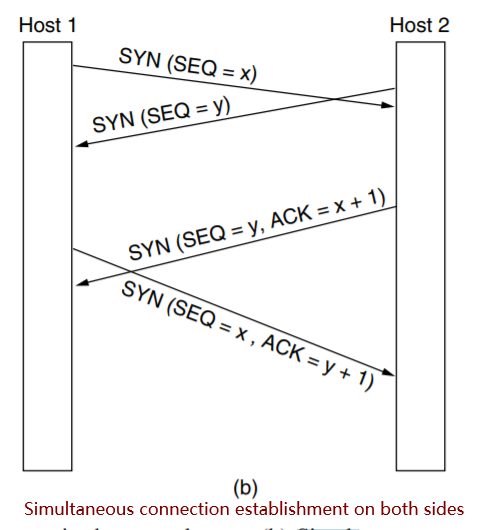 Host 1
Host 2
SYN (SEQ = x)
SYN (SEQ = y)
SYN (SEQ = y, ACK = x + 1)
SYN (SEQ = x , ACK = y + 1)
(b)
Simultaneous connection establishment on both sides